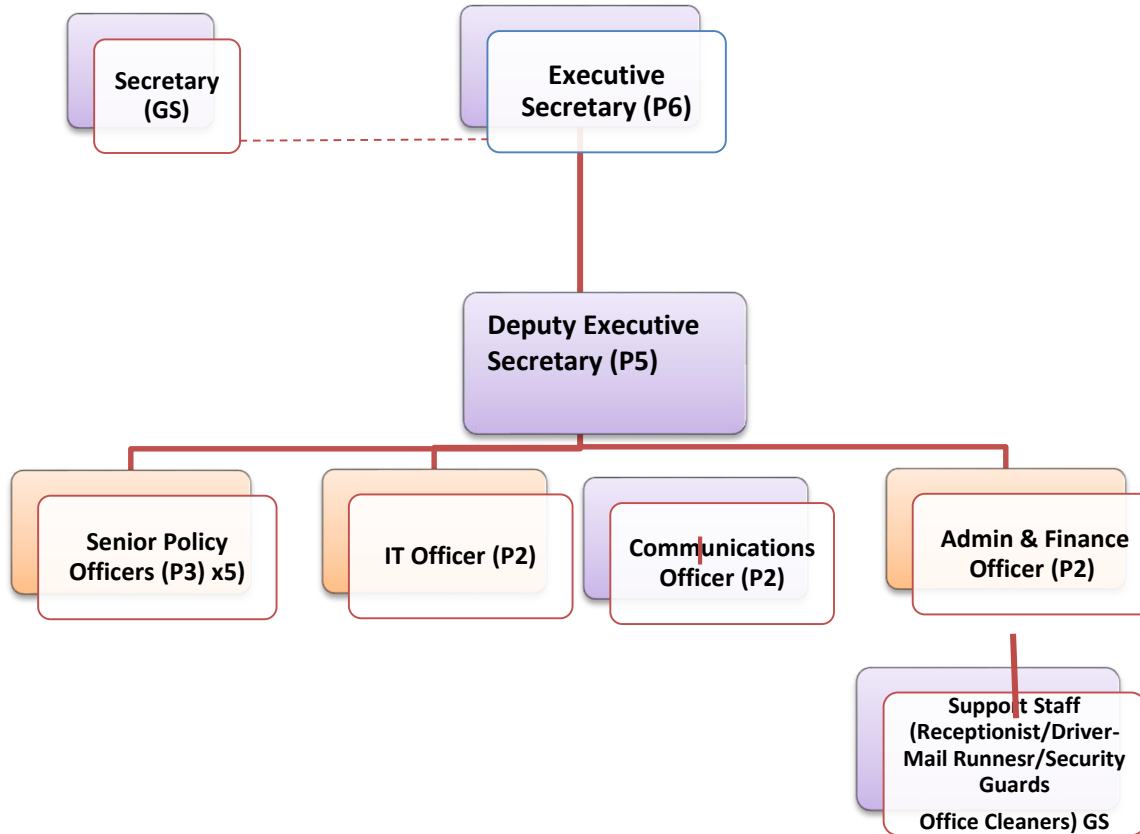 Secretary
(GS)
Executive
Secretary (P6)
Deputy Executive
Secretary (P5)
Senior Policy
Officers (P3) x5)
IT Officer (P2)
Communications
Officer (P2)
Admin & Finance
Officer (P2)
Support Staff
(Receptionist/Driver-
Mail Runnesr/Security
Guards
Office Cleaners) GS